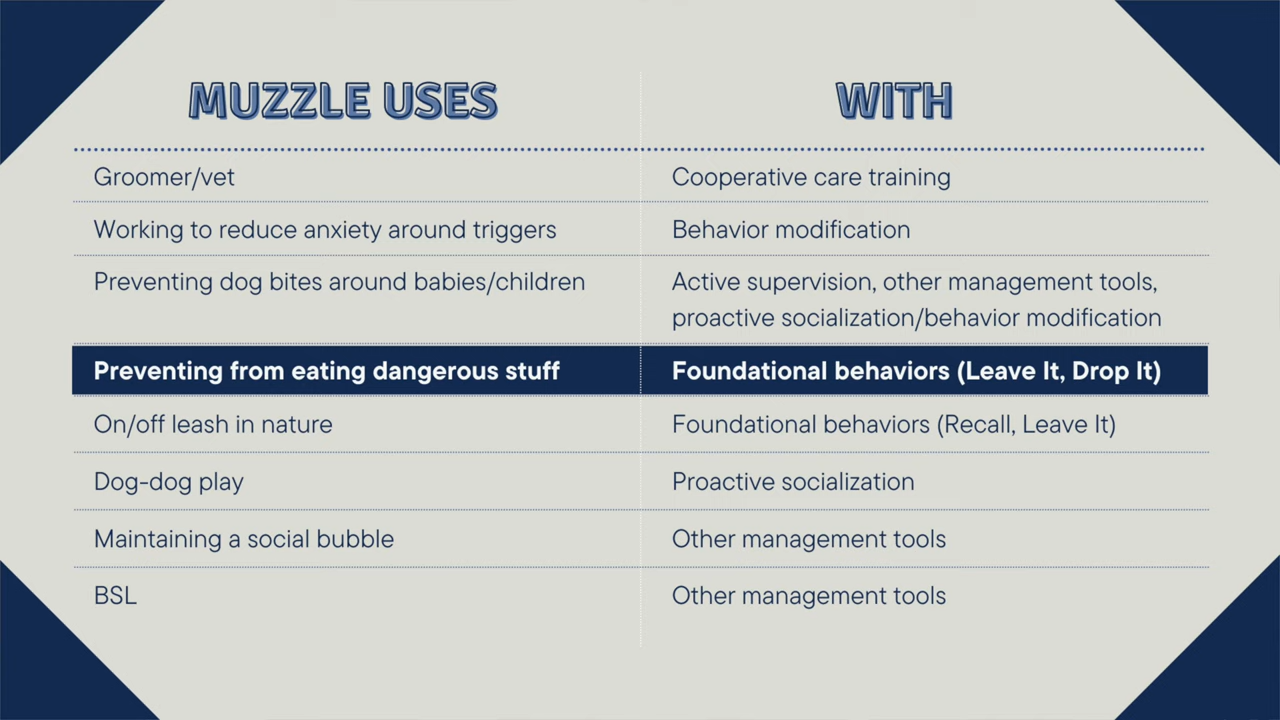 MUZZLE USES WITH
Groomer/vet Cooperative care training
Working to reduce anxiety around triggers Behavior modification
Preventing dog bites around babies/children Active supervision, other management tools,
proactive socialization/behavior modification
Preventing from eating dangerous stuff Foundational behaviors (Leave It, Drop It)
On/off leash in nature Foundational behaviors (Recall, Leave It)
Dog-dog play Proactive socialization
Maintaining a social bubble Other management tools
BSL Other management tools